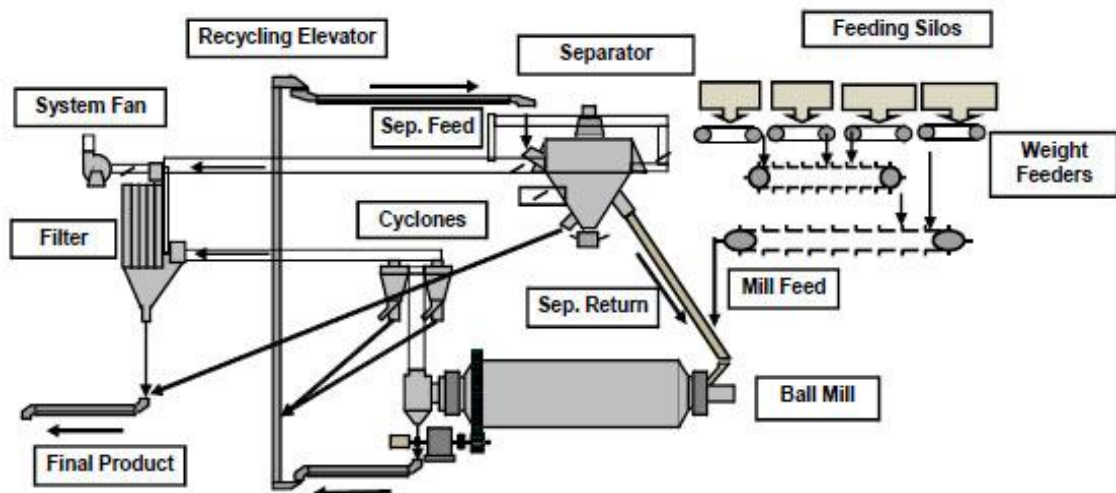 Recycling Elevator
Separator
Feeding Silos
System Fan
Sep. Feed
Weight
Feeders
Filter
Cyclones
Mill Feed
Sep. Return
Ball Mill
Final Product